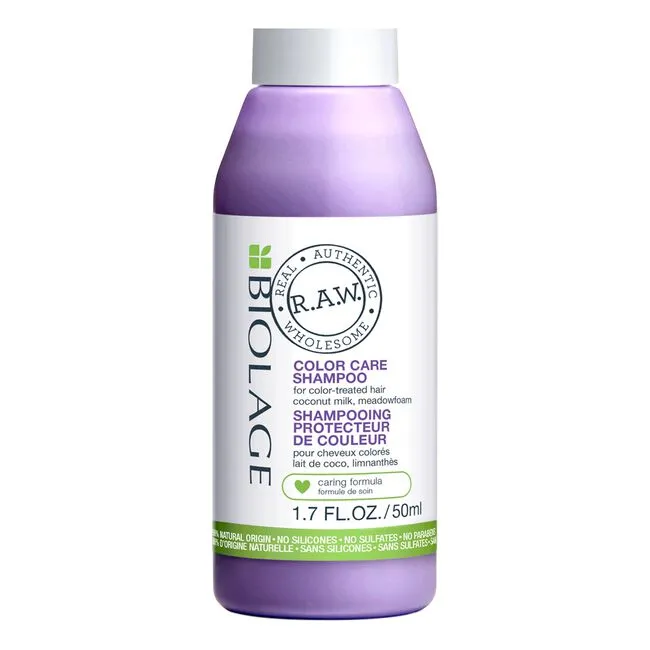 BIOLAGE
REAL • AUTHENTIC • WHOLESOME •
R.A.W.
COLOR CARE
SHAMPOO
for color-treated hair
coconut milk, meadowfoam
SHAMPOOING
PROTECTEUR
DE COULEUR
pour cheveux colorés
lait de coco, limnanthès
caring formula
formule de soin
1.7 FL.OZ./50ml
NATURAL ORIGIN • NO SILICONES • NO SULFATES • NO PARABENS
D'ORIGINE NATURELLE • SANS SILICONES • SANS SULFATES •